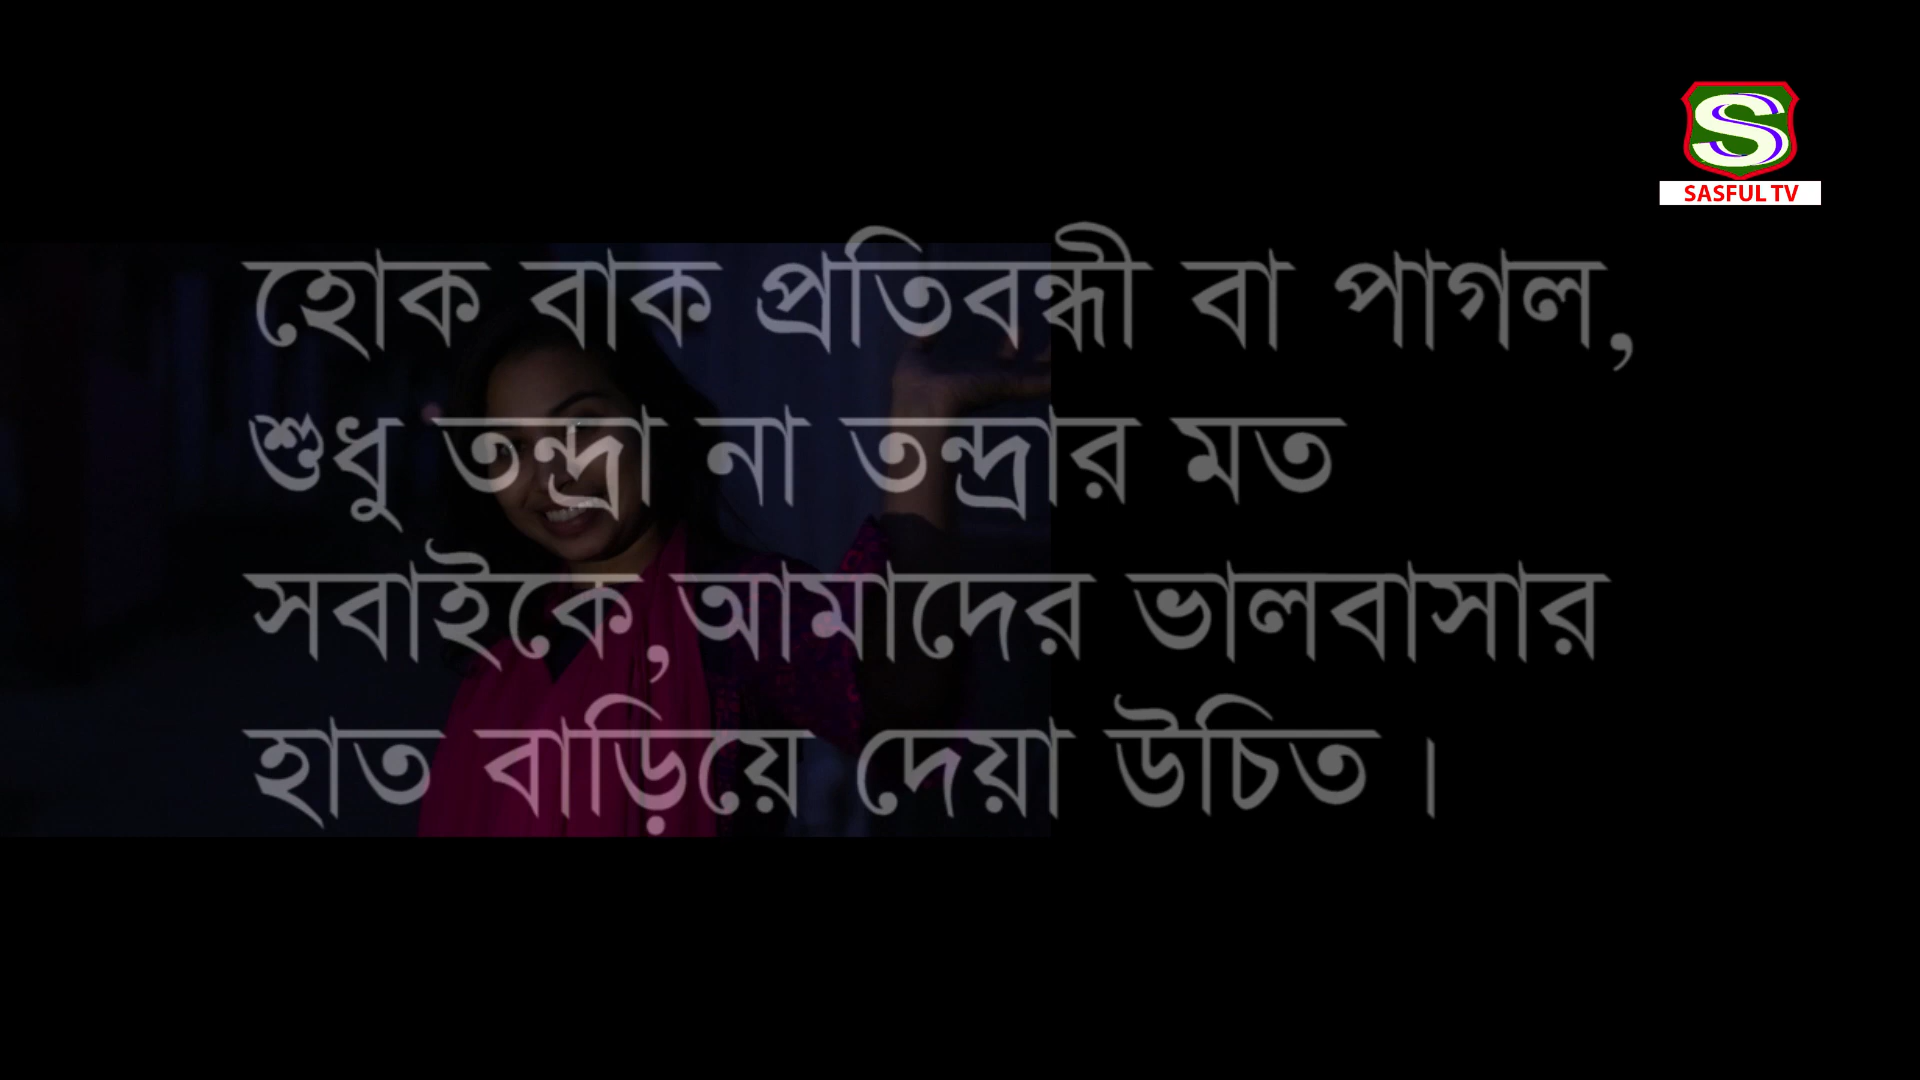 SASFUL TV
হোক বাক প্রতিবন্ধী বা পাগল,
শুধু তন্দ্রা না তন্দ্রার মত
সবাইকে,আমাদের ভালবাসার
হাত বাড়িয়ে দেয়া উচিত ।